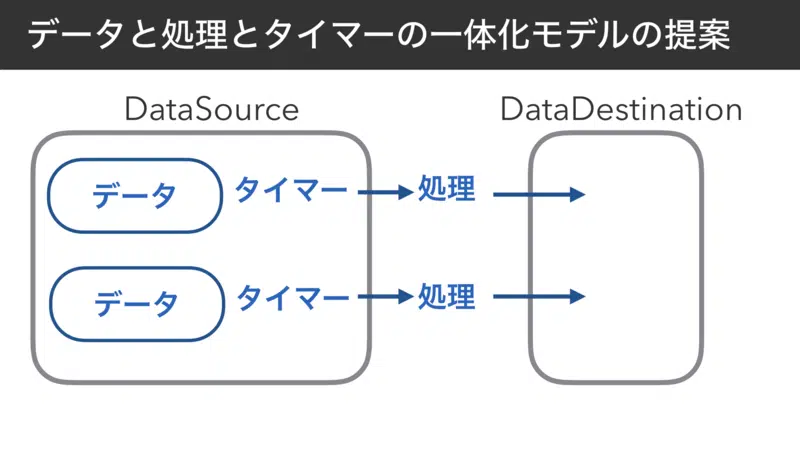 データと処理とタイマーの一体化モデルの提案
DataSource
DataDestination
データ タイマー 処理
データ タイマー 処理